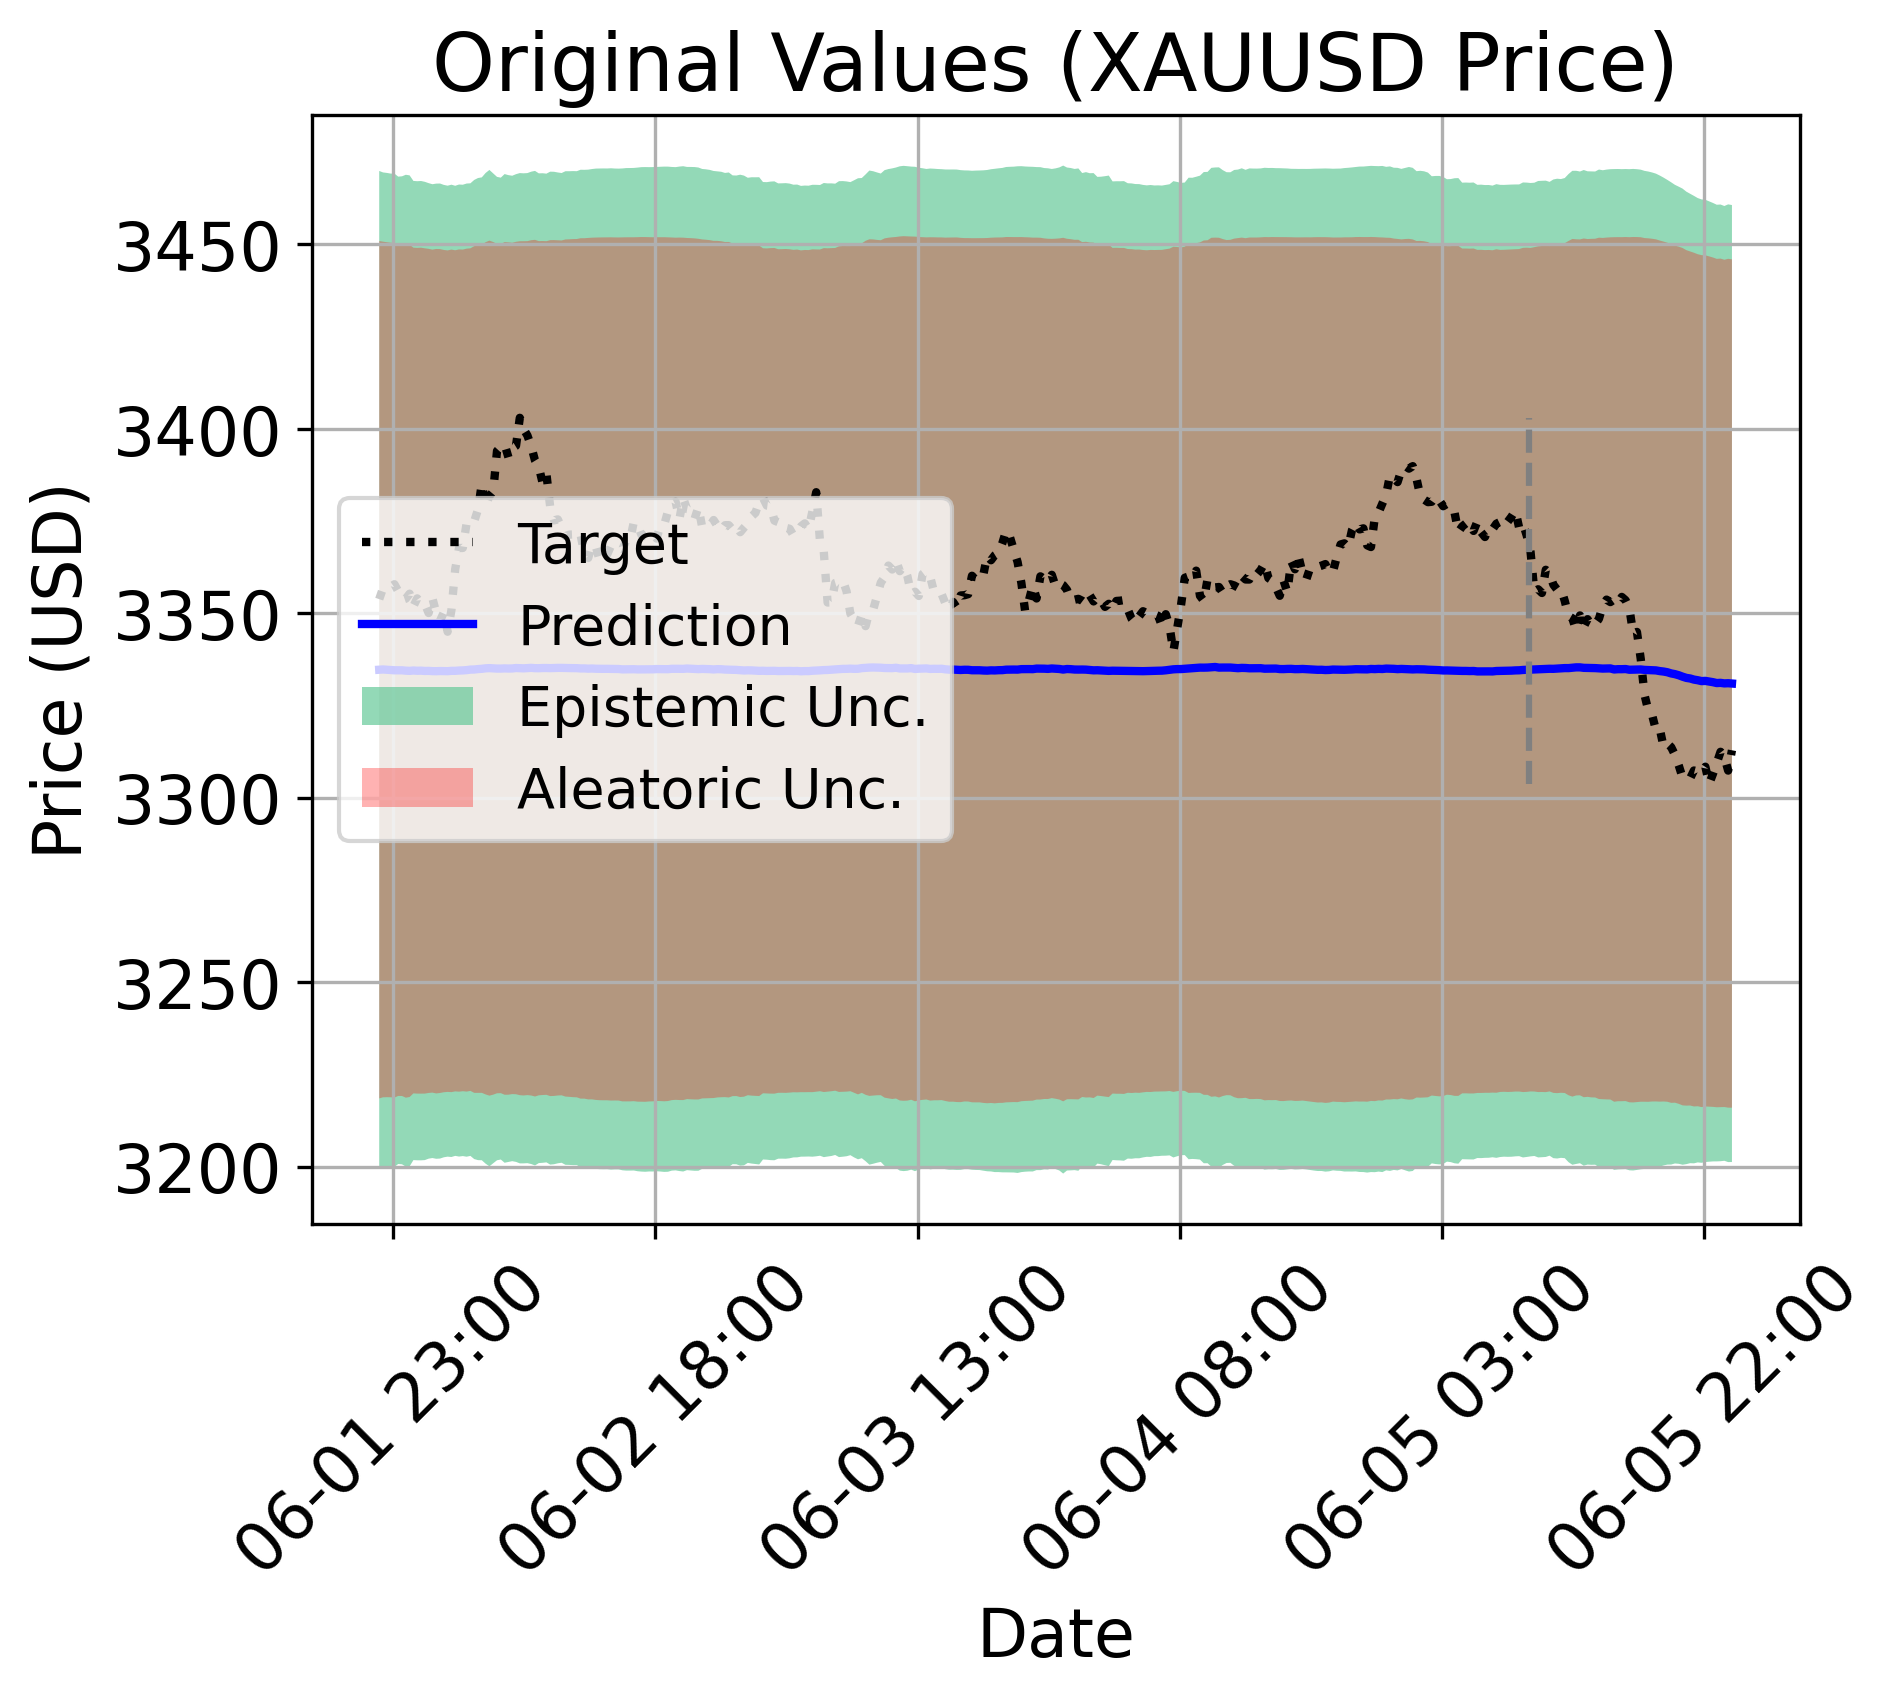 Original Values (XAUUSD Price)
Price (USD)
3450
3400
3350
3300
3250
3200
Target
Prediction
Epistemic Unc.
Aleatoric Unc.
06-01 23:00
06-02 18:00
06-03 13:00
06-04 08:00
06-05 03:00
06-05 22:00
Date